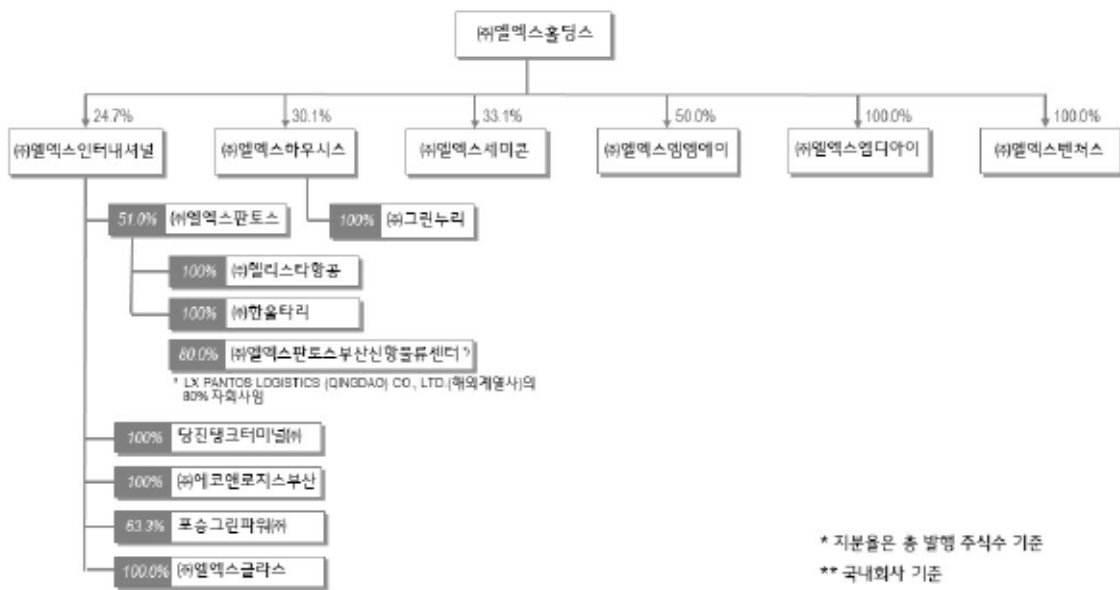 ㈜엘엑스홀딩스
24.7%
30.1%
33.1%
50.0%
100.0%
100.0%
㈜엘엑스인터내셔널
㈜엘엑스하우시스
㈜엘엑스세미콘
㈜엘엑스엠엠에이
㈜엘엑스엠디아이
㈜엘엑스벤처스
51.0% ㈜엘엑스판토스
100% ㈜그린누리
100% ㈜헬리스타항공
100% ㈜한울타리
80.0% ㈜엘엑스판토스부산신항물류센터*)
* LX PANTOS LOGISTICS (QINGDAO) CO., LTD.(해외계열사)의
80% 자회사임
100% 당진탱크터미널㈜
100% ㈜에코앤로지스부산
63.3% 포승그린파워㈜
100.0% ㈜엘엑스글라스
* 지분율은 총 발행 주식수 기준
** 국내회사 기준